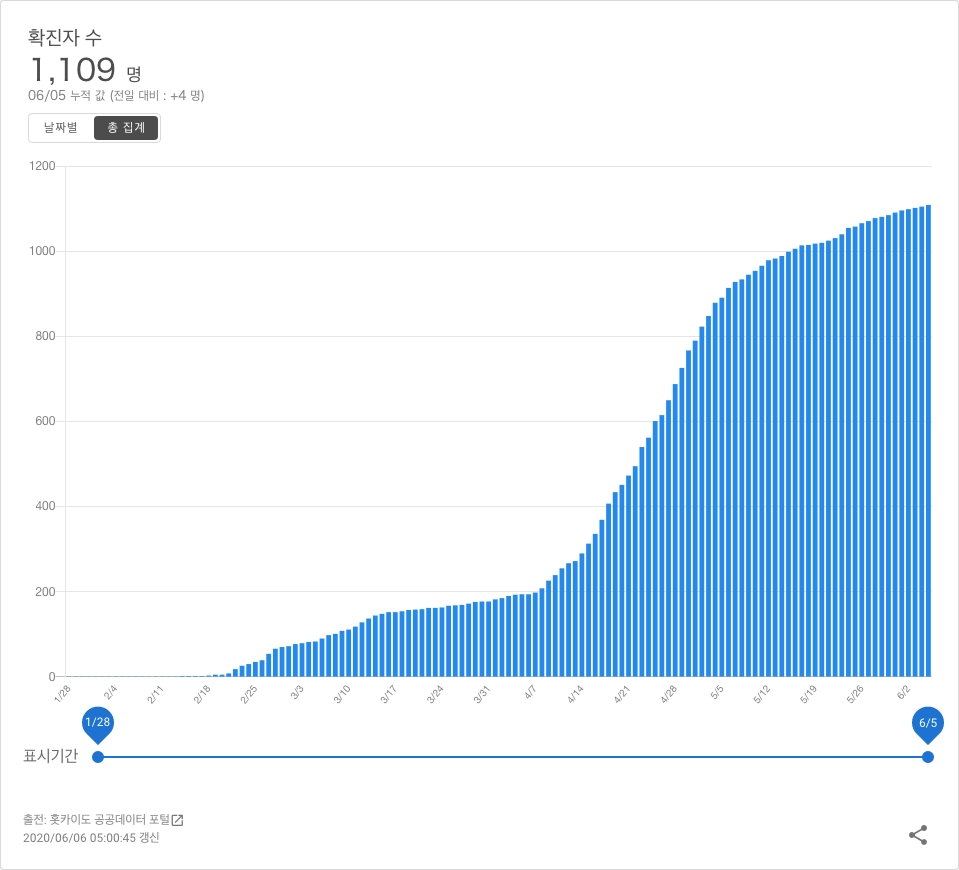 확진자 수
1,109 명
06/05 누적 값 (전일 대비 : +4 명)
날짜별 총 집계
1200
1000
800
600
400
200
0
1/28 2/4 2/11 2/18 2/25 3/3 3/10 3/17 3/24 3/31 4/7 4/14 4/21 4/28 5/5 5/12 5/19 5/26 6/2
1/28 6/5
표시기간
출전: 홋카이도 공공데이터 포털
2020/06/06 05:00:45 갱신